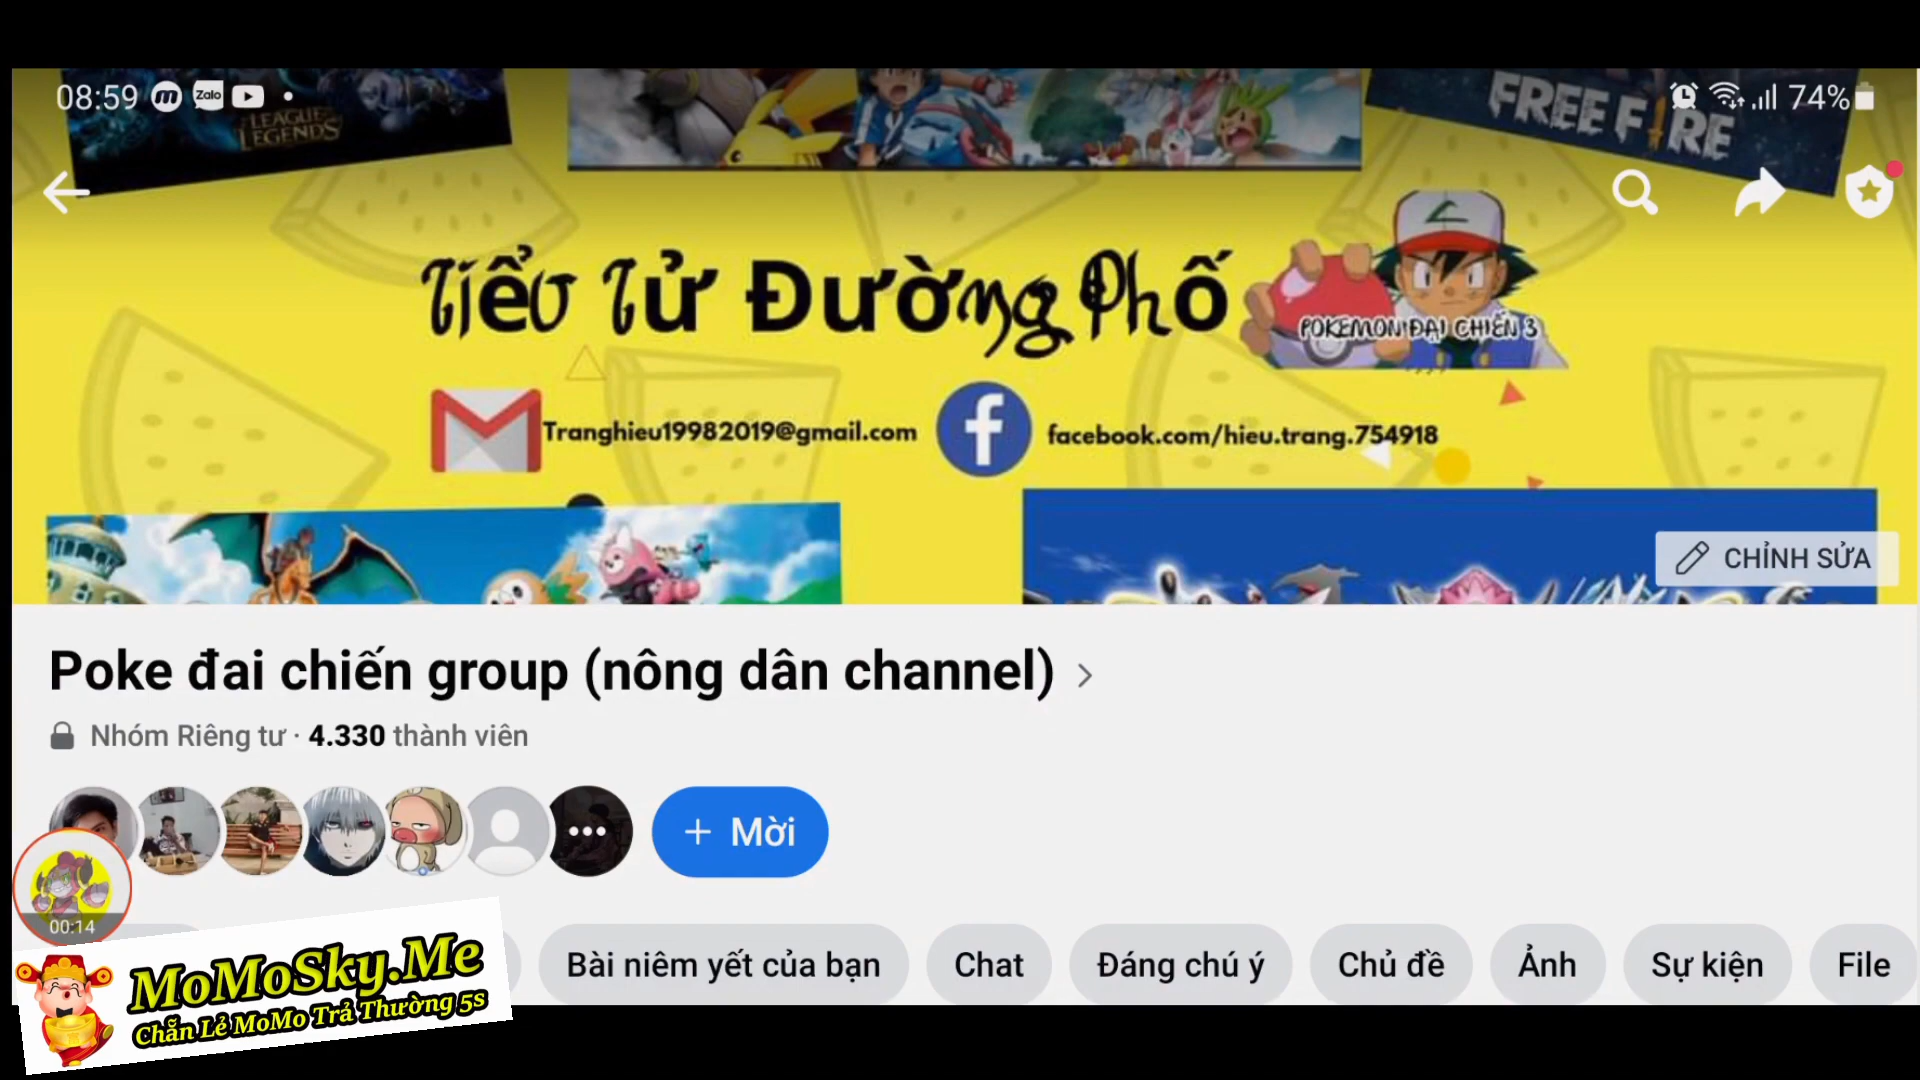 08:59
Zalo
74%
LEAGUE
LEGENDS
FREE FIRE
Tiểu Tử Đường Phố
POKEMON ĐẠI CHIẾN 3
Tranghieu19982019@gmail.com
facebook.com/hieu.trang.754918
CHỈNH SỬA
Poke đai chiến group (nông dân channel)
Nhóm Riêng tư · 4.330 thành viên
+ Mời
00:14
Bài niêm yết của bạn
Chat
Đáng chú ý
Chủ đề
Ảnh
Sự kiện
File
MoMoSky.Me
Chẵn Lẻ MoMo Trả Thường 5s